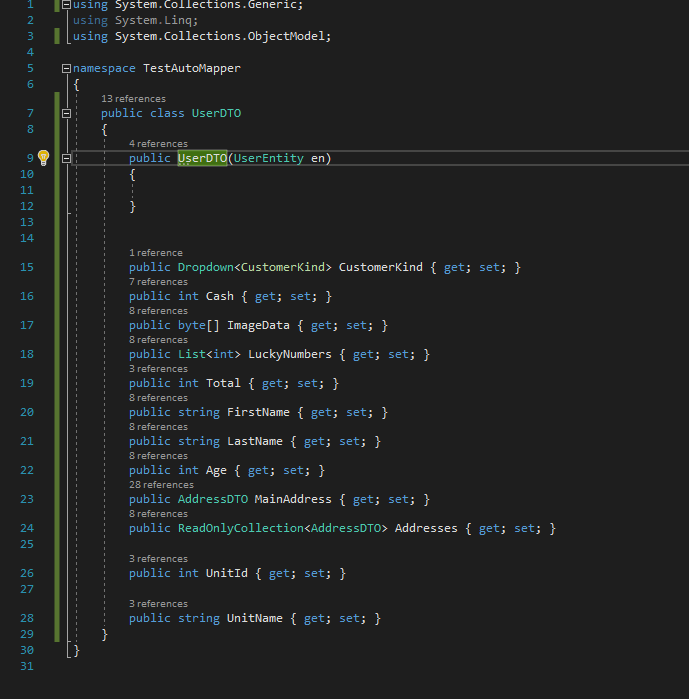 1 using System.Collections.Generic;
2 using System.Linq;
3 using System.Collections.ObjectModel;
4
5 namespace TestAutoMapper
6 {
13 references
7 public class UserDTO
8 {
4 references
9 public UserDTO(UserEntity en)
10 {
11
12 }
13
14
1 reference
15 public Dropdown<CustomerKind> CustomerKind { get; set; }
7 references
16 public int Cash { get; set; }
8 references
17 public byte[] ImageData { get; set; }
8 references
18 public List<int> LuckyNumbers { get; set; }
3 references
19 public int Total { get; set; }
8 references
20 public string FirstName { get; set; }
8 references
21 public string LastName { get; set; }
8 references
22 public int Age { get; set; }
28 references
23 public AddressDTO MainAddress { get; set; }
8 references
24 public ReadOnlyCollection<AddressDTO> Addresses { get; set; }
25
3 references
26 public int UnitId { get; set; }
27
3 references
28 public string UnitName { get; set; }
29 }
30 }
31